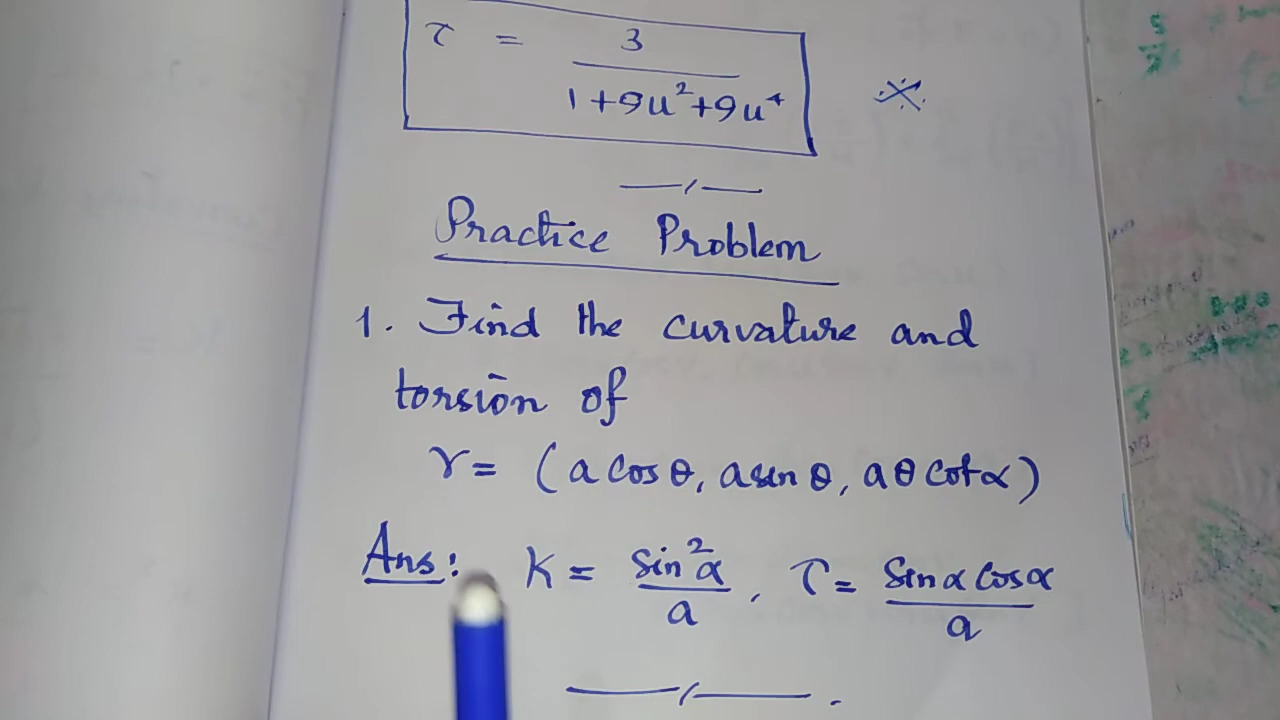 τ = 3 / 1+9u²+9u⁴
Practice Problem
1. Find the curvature and
torsion of
r = (a cos θ, a sin θ, aθ cot α)
Ans: K = sin²α / a , τ = Sin α Cos α / a